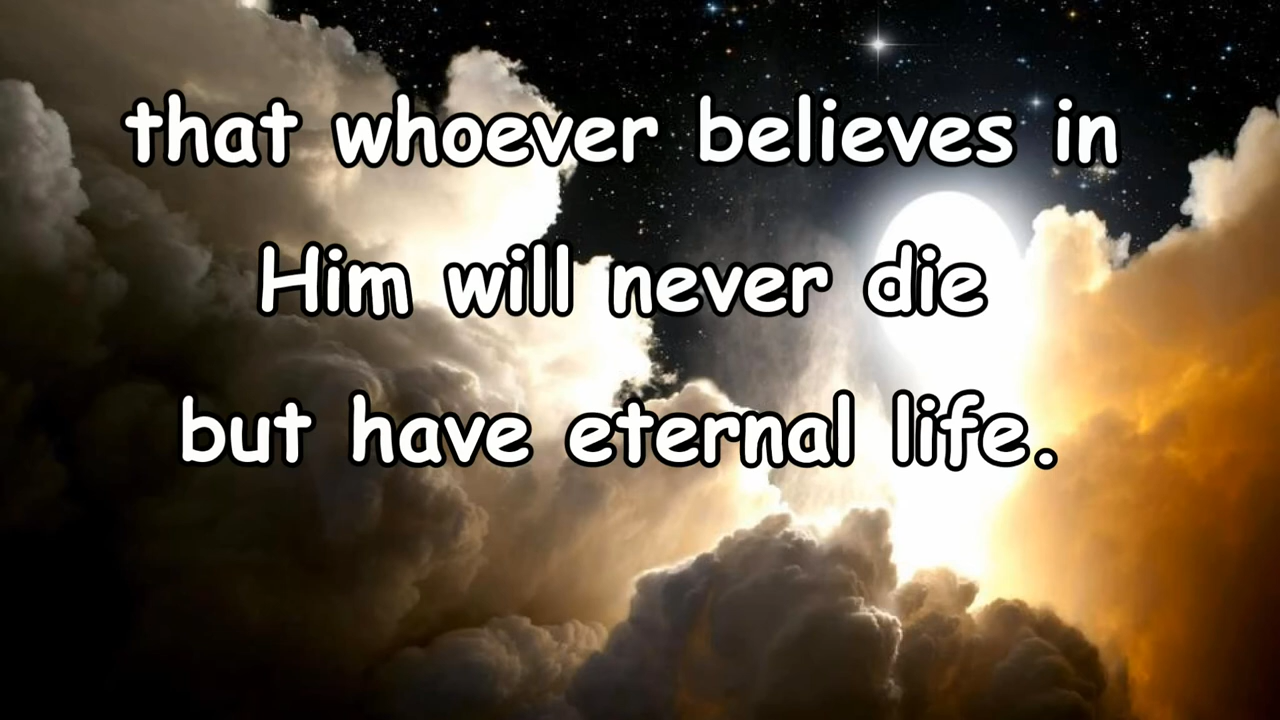 that whoever believes in
Him will never die
but have eternal life.